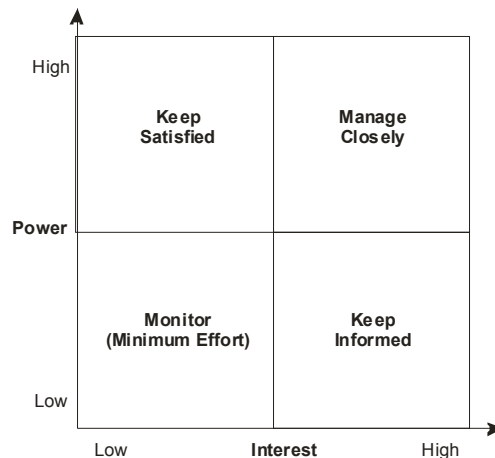 High
Keep
Satisfied
Manage
Closely
Power
Monitor
(Minimum Effort)
Keep
Informed
Low
Low
Interest
High